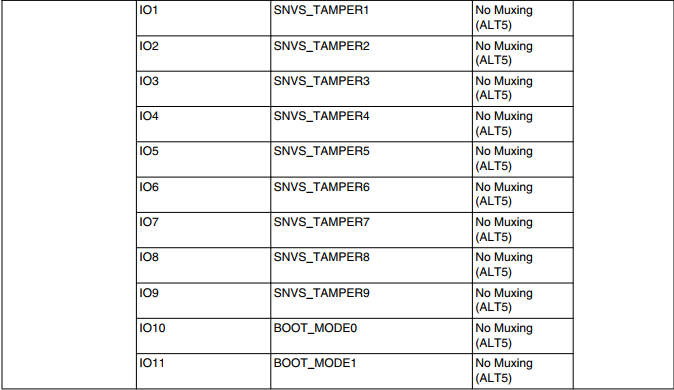 IO1 SNVS_TAMPER1 No Muxing
(ALT5)
IO2 SNVS_TAMPER2 No Muxing
(ALT5)
IO3 SNVS_TAMPER3 No Muxing
(ALT5)
IO4 SNVS_TAMPER4 No Muxing
(ALT5)
IO5 SNVS_TAMPER5 No Muxing
(ALT5)
IO6 SNVS_TAMPER6 No Muxing
(ALT5)
IO7 SNVS_TAMPER7 No Muxing
(ALT5)
IO8 SNVS_TAMPER8 No Muxing
(ALT5)
IO9 SNVS_TAMPER9 No Muxing
(ALT5)
IO10 BOOT_MODE0 No Muxing
(ALT5)
IO11 BOOT_MODE1 No Muxing
(ALT5)